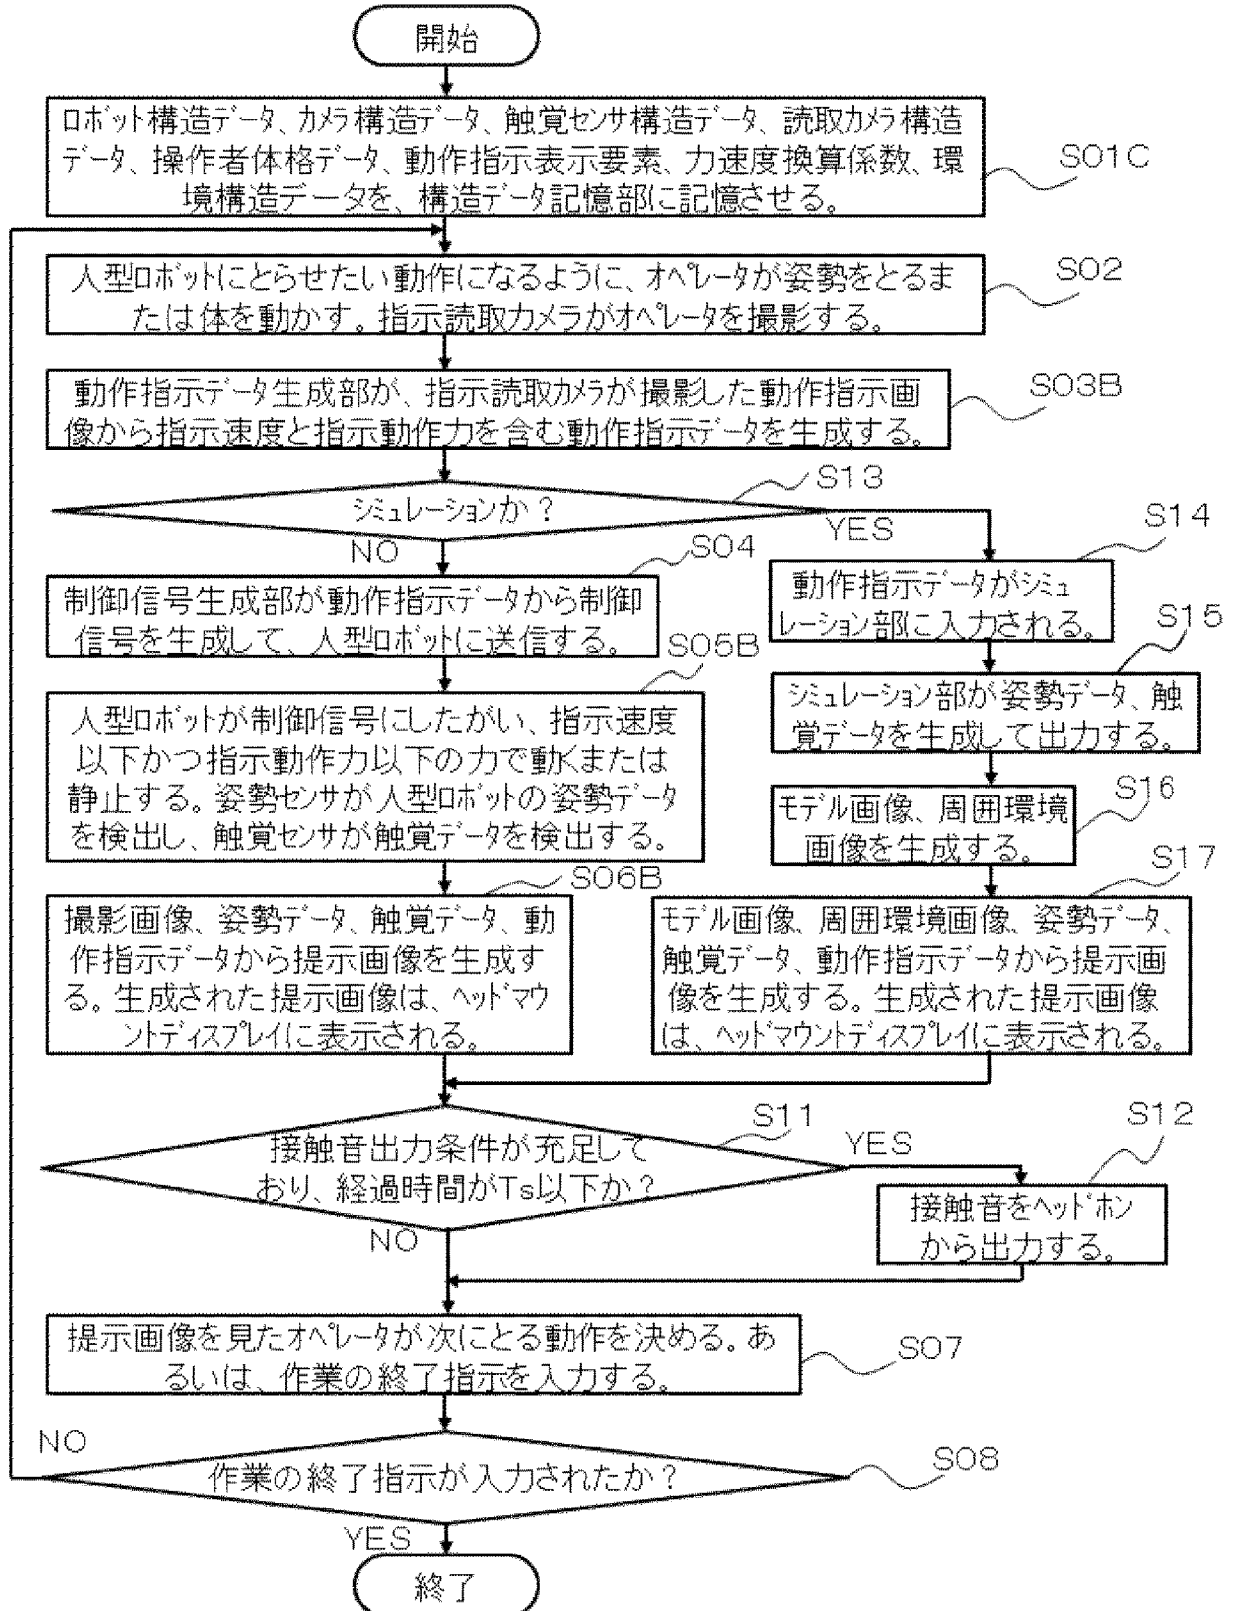 開始
ロボット構造データ、カメラ構造データ、触覚センサ構造データ、読取カメラ構造
データ、操作者体格データ、動作指示表示要素、力速度換算係数、環
境構造データを、構造データ記憶部に記憶させる。
S01C
人型ロボットにとらせたい動作になるように、オペレータが姿勢をとるま
たは体を動かす。指示読取カメラがオペレータを撮影する。
S02
動作指示データ生成部が、指示読取カメラが撮影した動作指示画
像から指示速度と指示動作力を含む動作指示データを生成する。
S03B
シミュレーションか？
S13
YES
NO
S04
制御信号生成部が動作指示データから制御
信号を生成して、人型ロボットに送信する。
S14
動作指示データがシミュ
レーション部に入力される。
S05B
人型ロボットが制御信号にしたがい、指示速度
以下かつ指示動作力以下の力で動くまたは
静止する。姿勢センサが人型ロボットの姿勢データ
を検出し、触覚センサが触覚データを検出する。
S15
シミュレーション部が姿勢データ、触
覚データを生成して出力する。
S16
モデル画像、周囲環境
画像を生成する。
S06B
撮影画像、姿勢データ、触覚データ、動
作指示データから提示画像を生成す
る。生成された提示画像は、ヘッドマウ
ントディスプレイに表示される。
S17
モデル画像、周囲環境画像、姿勢データ、
触覚データ、動作指示データから提示画
像を生成する。生成された提示画像
は、ヘッドマウントディスプレイに表示される。
S11
接触音出力条件が充足して
おり、経過時間がTs以下か？
YES
NO
S12
接触音をヘッドホン
から出力する。
提示画像を見たオペレータが次にとる動作を決める。あ
るいは、作業の終了指示を入力する。
S07
NO
作業の終了指示が入力されたか？
S08
YES
終了